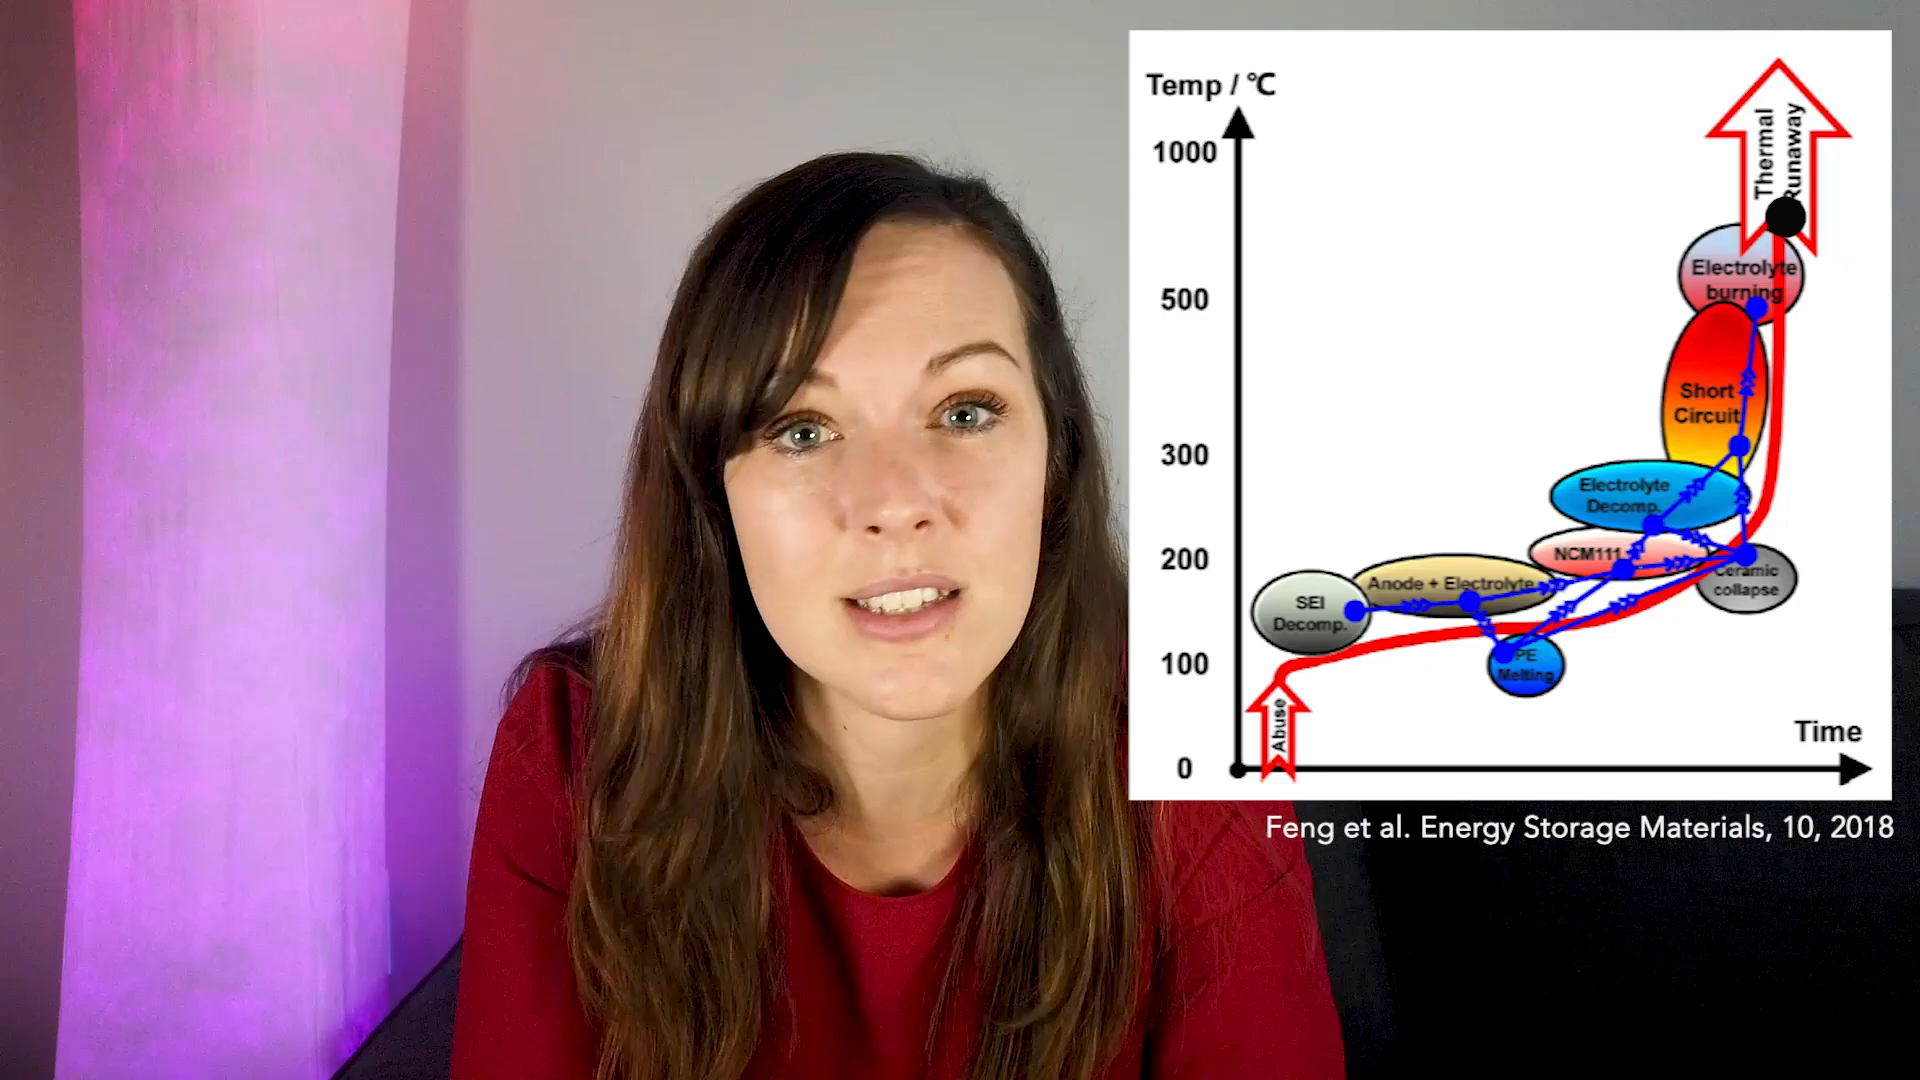 Temp / ℃
1000
500
300
200
100
0
Thermal
Runaway
Electrolyte
burning
Short
Circuit
Electrolyte
Decomp.
NCM111
Anode + Electrolyte
SEI
Decomp.
Ceramic
collapse
PE
Melting
Abuse
Time
Feng et al. Energy Storage Materials, 10, 2018